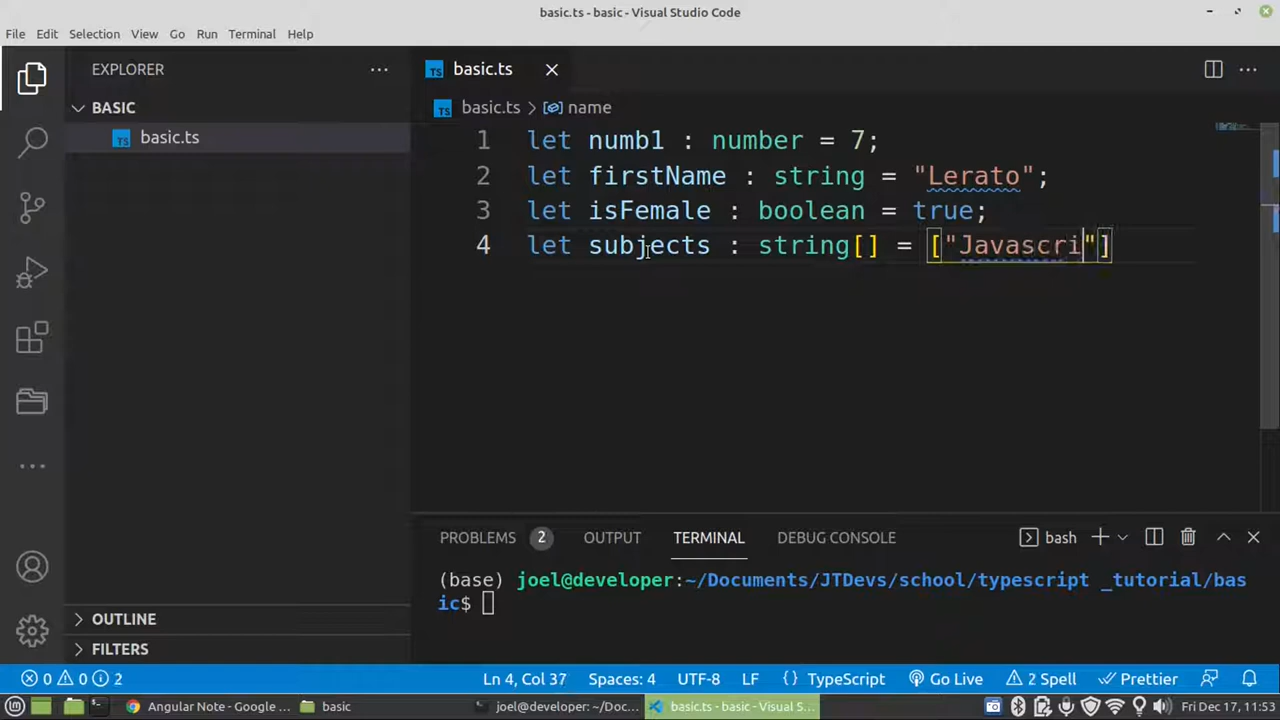 basic.ts - basic - Visual Studio Code
File Edit Selection View Go Run Terminal Help
EXPLORER
basic.ts
BASIC
basic.ts > name
basic.ts
1 let numb1 : number = 7;
2 let firstName : string = "Lerato";
3 let isFemale : boolean = true;
4 let subjects : string[] = ["Javascri"]
PROBLEMS 2 OUTPUT TERMINAL DEBUG CONSOLE
bash
(base) joel@developer:~/Documents/JTDevs/school/typescript _tutorial/bas
ic$
OUTLINE
FILTERS
0 0 2 Ln 4, Col 37 Spaces: 4 UTF-8 LF {} TypeScript Go Live 2 Spell Prettier
Angular Note - Google ... basic joel@developer: ~/Doc... basic.ts - basic - Visual S... Fri Dec 17, 11:53